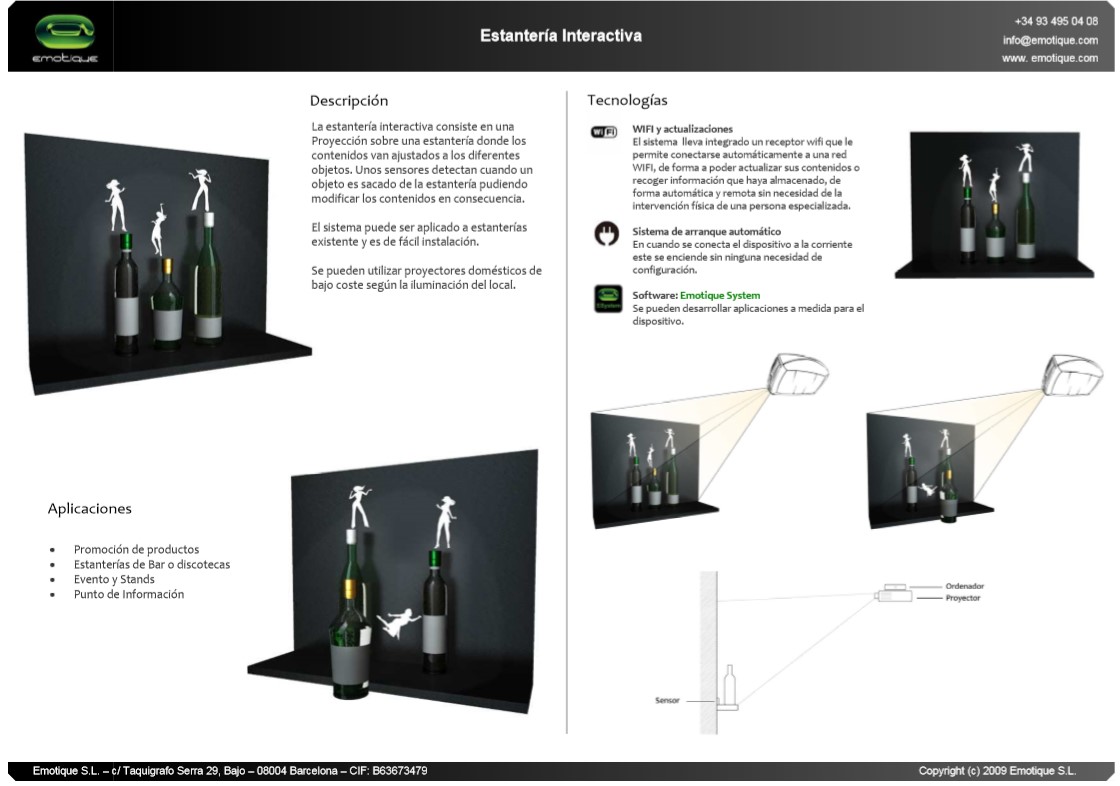 emotique
Estantería Interactiva
+34 93 495 04 08
info@emotique.com
www. emotique.com
Descripción
La estantería interactiva consiste en una
Proyección sobre una estantería donde los
contenidos van ajustados a los diferentes
objetos. Unos sensores detectan cuando un
objeto es sacado de la estantería pudiendo
modificar los contenidos en consecuencia.
El sistema puede ser aplicado a estanterías
existente y es de fácil instalación.
Se pueden utilizar proyectores domésticos de
bajo coste según la iluminación del local.
Aplicaciones
• Promoción de productos
• Estanterías de Bar o discotecas
• Evento y Stands
• Punto de Información
Tecnologías
WiFi
WIFI y actualizaciones
El sistema lleva integrado un receptor wifi que le
permite conectarse automáticamente a una red
WIFI, de forma a poder actualizar sus contenidos o
recoger información que haya almacenado, de
forma automática y remota sin necesidad de la
intervención física de una persona especializada.
Sistema de arranque automático
En cuando se conecta el dispositivo a la corriente
este se enciende sin ninguna necesidad de
configuración.
ESystem
Software: Emotique System
Se pueden desarrollar aplicaciones a medida para el
dispositivo.
Ordenador
Proyector
Sensor
Emotique S.L. – c/ Taquigrafo Serra 29, Bajo – 08004 Barcelona – CIF: B63673479
Copyright (c) 2009 Emotique S.L.